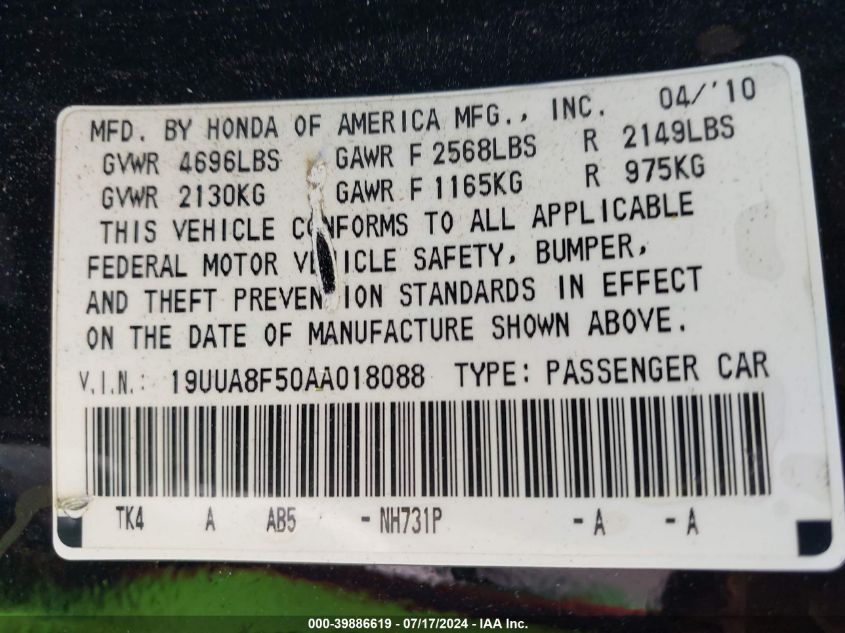 MFD. BY HONDA OF AMERICA MFG., INC. 04/'10
GVWR 4696LBS GAWR F 2568LBS R 2149LBS
GVWR 2130KG GAWR F 1165KG R 975KG
THIS VEHICLE CONFORMS TO ALL APPLICABLE
FEDERAL MOTOR VEHICLE SAFETY, BUMPER,
AND THEFT PREVENTION STANDARDS IN EFFECT
ON THE DATE OF MANUFACTURE SHOWN ABOVE.
V.I.N.: 19UUA8F50AA018088 TYPE: PASSENGER CAR
TK4 A AB5 - NH731P - A - A
000-39886619 - 07/17/2024 - IAA Inc.